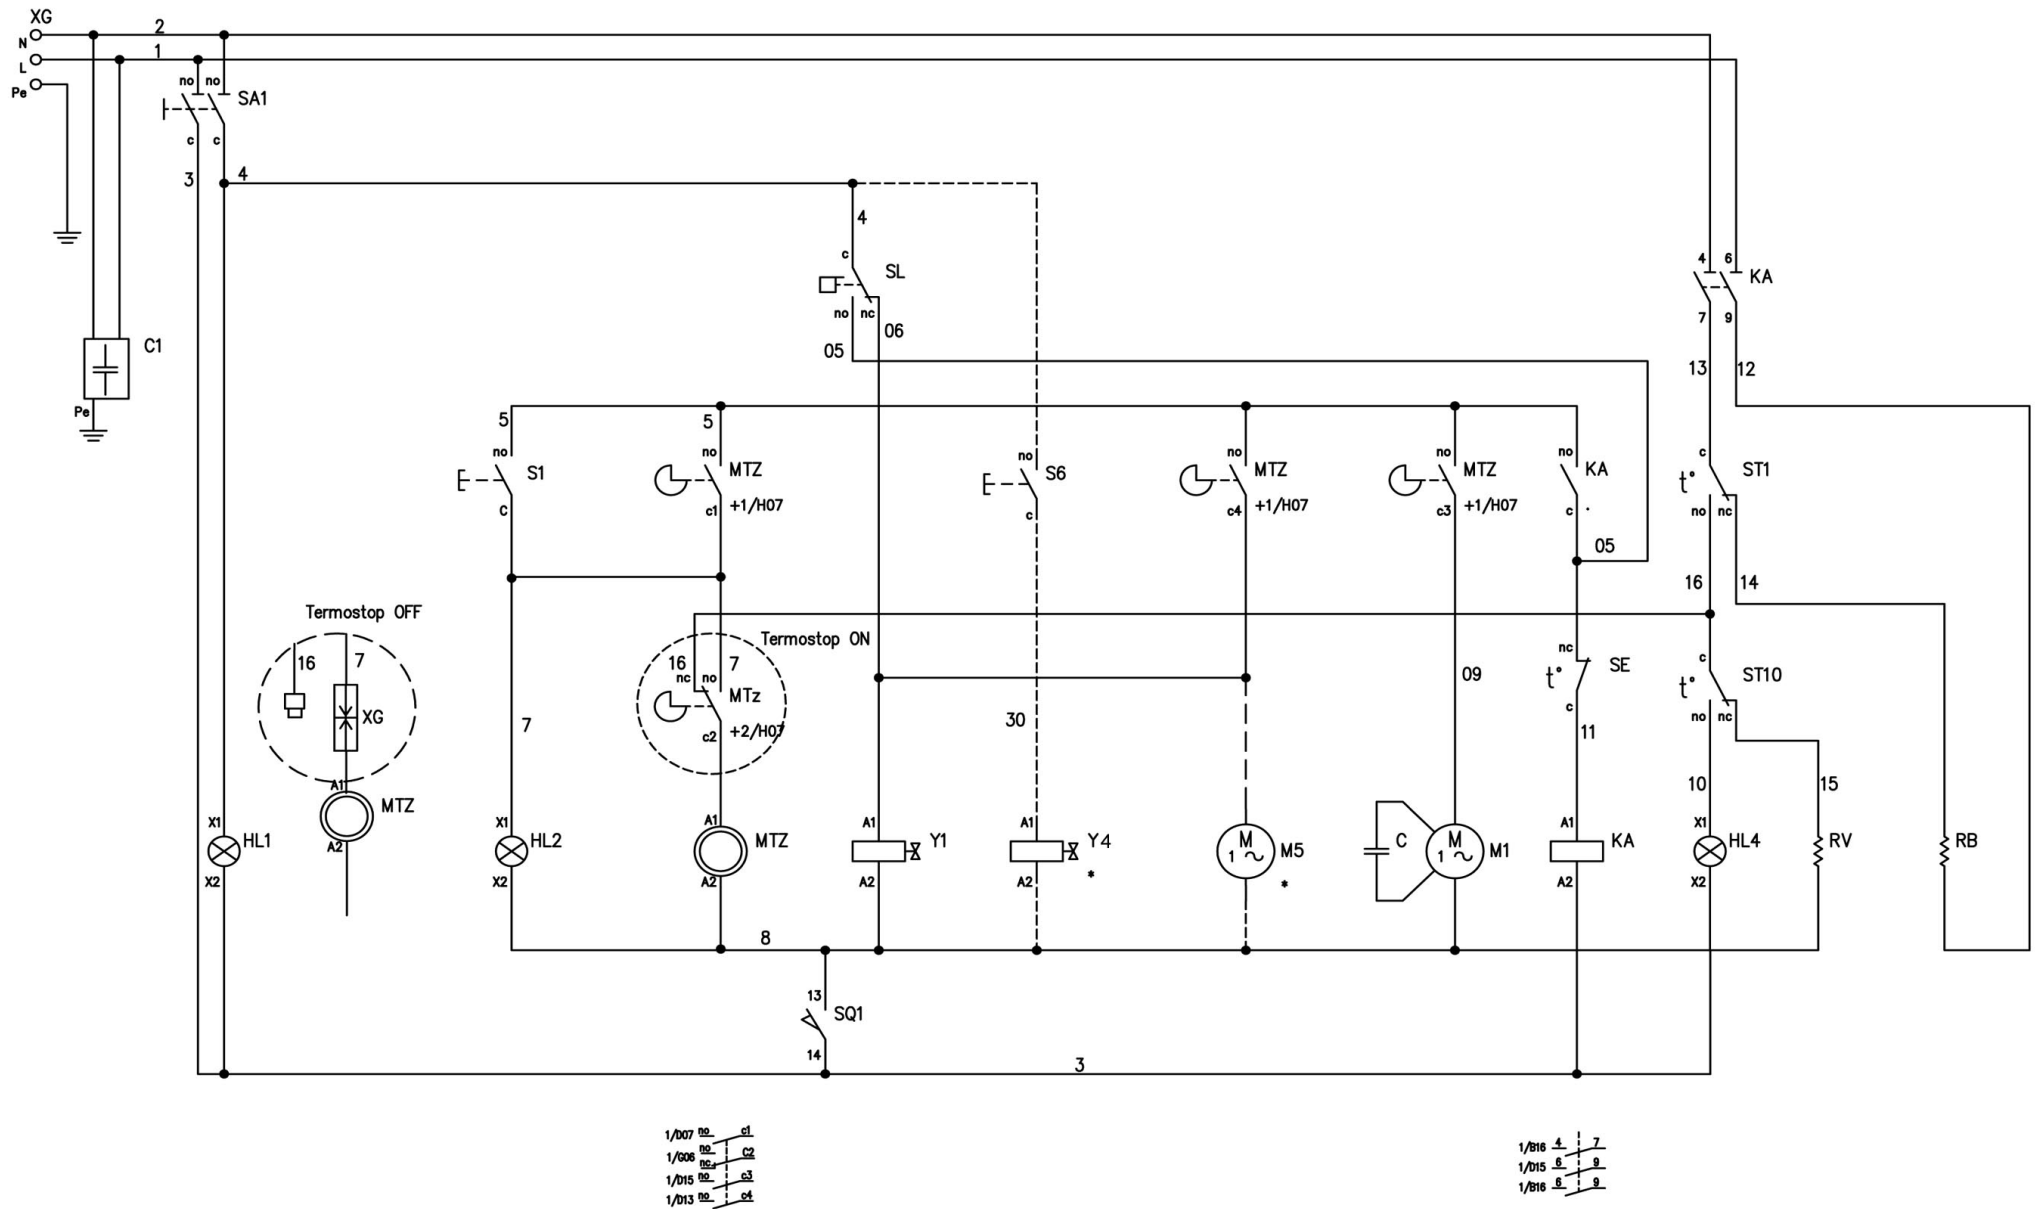 XG
N
2
L
1
Pe
no no
SA1
c c
3
4
4
c
SL
no nc
06
05
4 6
KA
7 9
13
12
C1
Pe
5
5
no
S1
C
no
MTZ
c1
+1/H07
no
S6
c
no
MTZ
c4
+1/H07
no
MTZ
c3
+1/H07
no
KA
c
.
05
c
ST1
t°
no nc
16
14
Termostop OFF
16
7
XG
A1
MTZ
A2
Termostop ON
16
7
nc no
MTz
c2
+2/H07
7
30
09
nc
SE
t°
c
11
c
ST10
t°
no nc
10
15
X1
HL1
X2
X1
HL2
X2
A1
MTZ
A2
A1
Y1
A2
A1
Y4
A2
*
M
1 ~
M5
*
C
M
1 ~
M1
A1
KA
A2
X1
HL4
X2
RV
RB
8
13
SQ1
14
3
1/D07 no c1
no
1/G06 C2
nc
1/D15 no c3
1/D13 no c4
1/B16 4 7
1/D15 6 9
1/B16 6 9